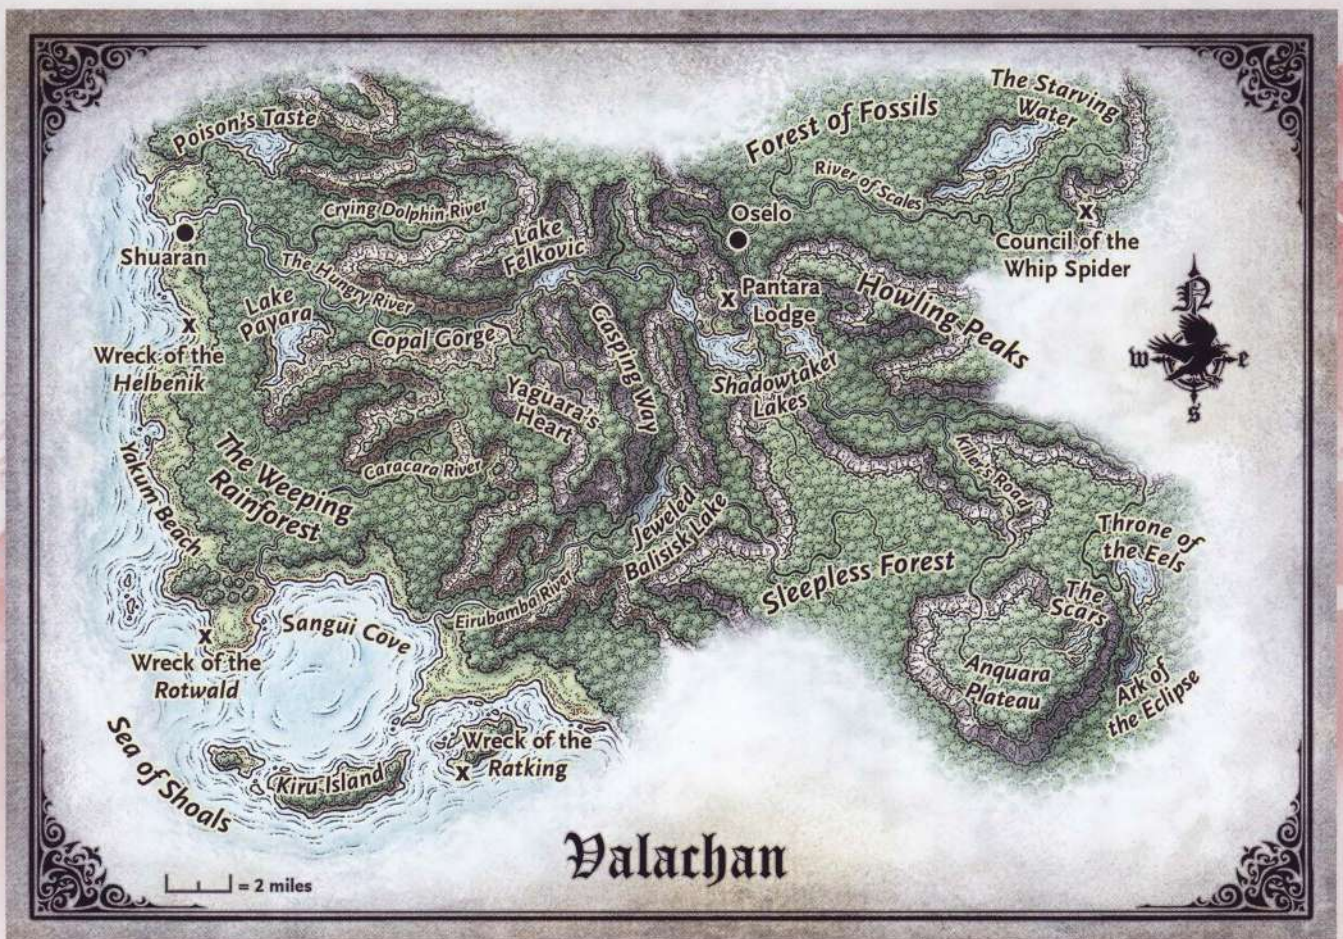 The Starving
Water
Forest of Fossils
Poison's Taste
River of Scales
Crying Dolphin River
Oselo
Lake
Felkovic
Shuaran
Council of the
Whip Spider
The Hungry River
Pantara
Lodge
Howling Peaks
Lake
Payara
Copal Gorge
Gasping Way
N
w
e
s
Wreck of the
Helbenik
Shadowtaker
Lakes
Yaguara's
Heart
Yakum Beach
The Weeping
Rainforest
Caracara River
Killer's Road
Jeweled
Balisisk Lake
Throne of
the Eels
Sleepless Forest
The
Scars
Eirubamba River
Sangui Cove
Wreck of the
Rotwald
Anquara
Plateau
Ark of
the Eclipse
Sea of Shoals
Kiru Island
Wreck of the
Ratking
Valachan
= 2 miles